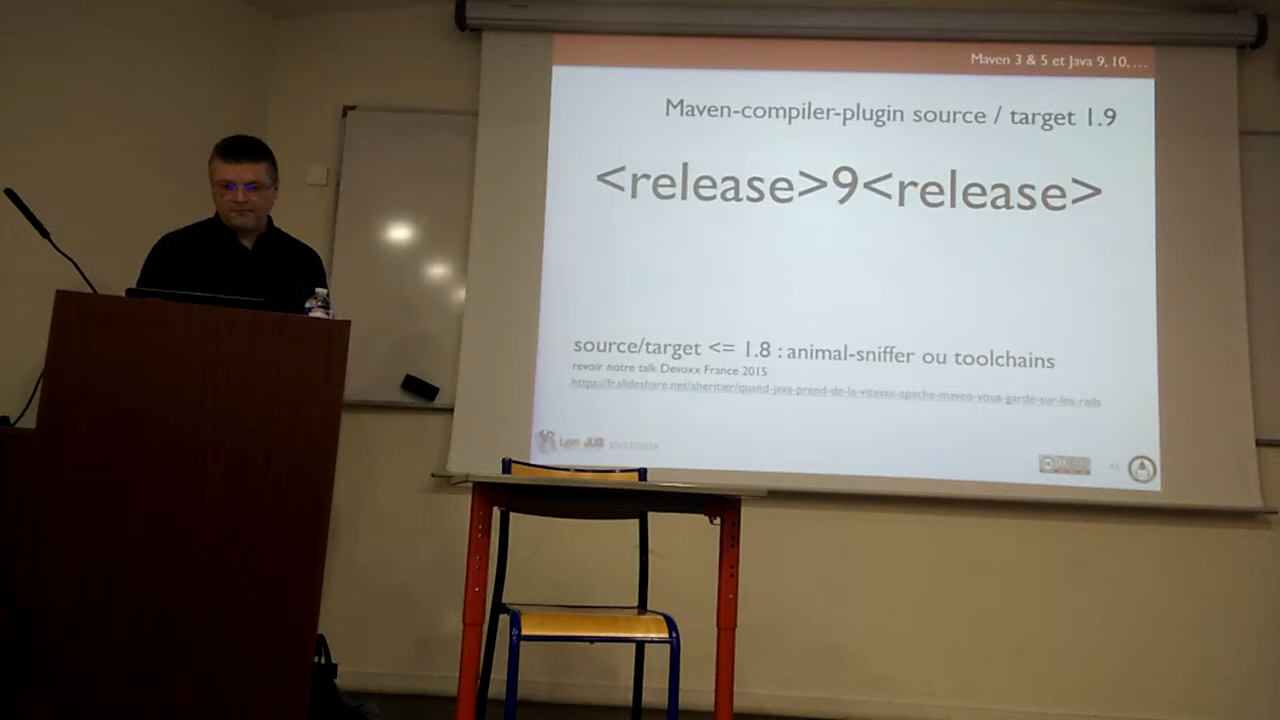 Maven 3 & 5 et Java 9, 10, ...
Maven-compiler-plugin source / target 1.9
<release>9<release>
source/target <= 1.8 : animal-sniffer ou toolchains
revoir notre talk Devoxx France 2015
https://fr.slideshare.net/aheritier/quand-java-prend-de-la-vitesse-apache-maven-vous-garde-sur-les-rails
Lyon JUG
41